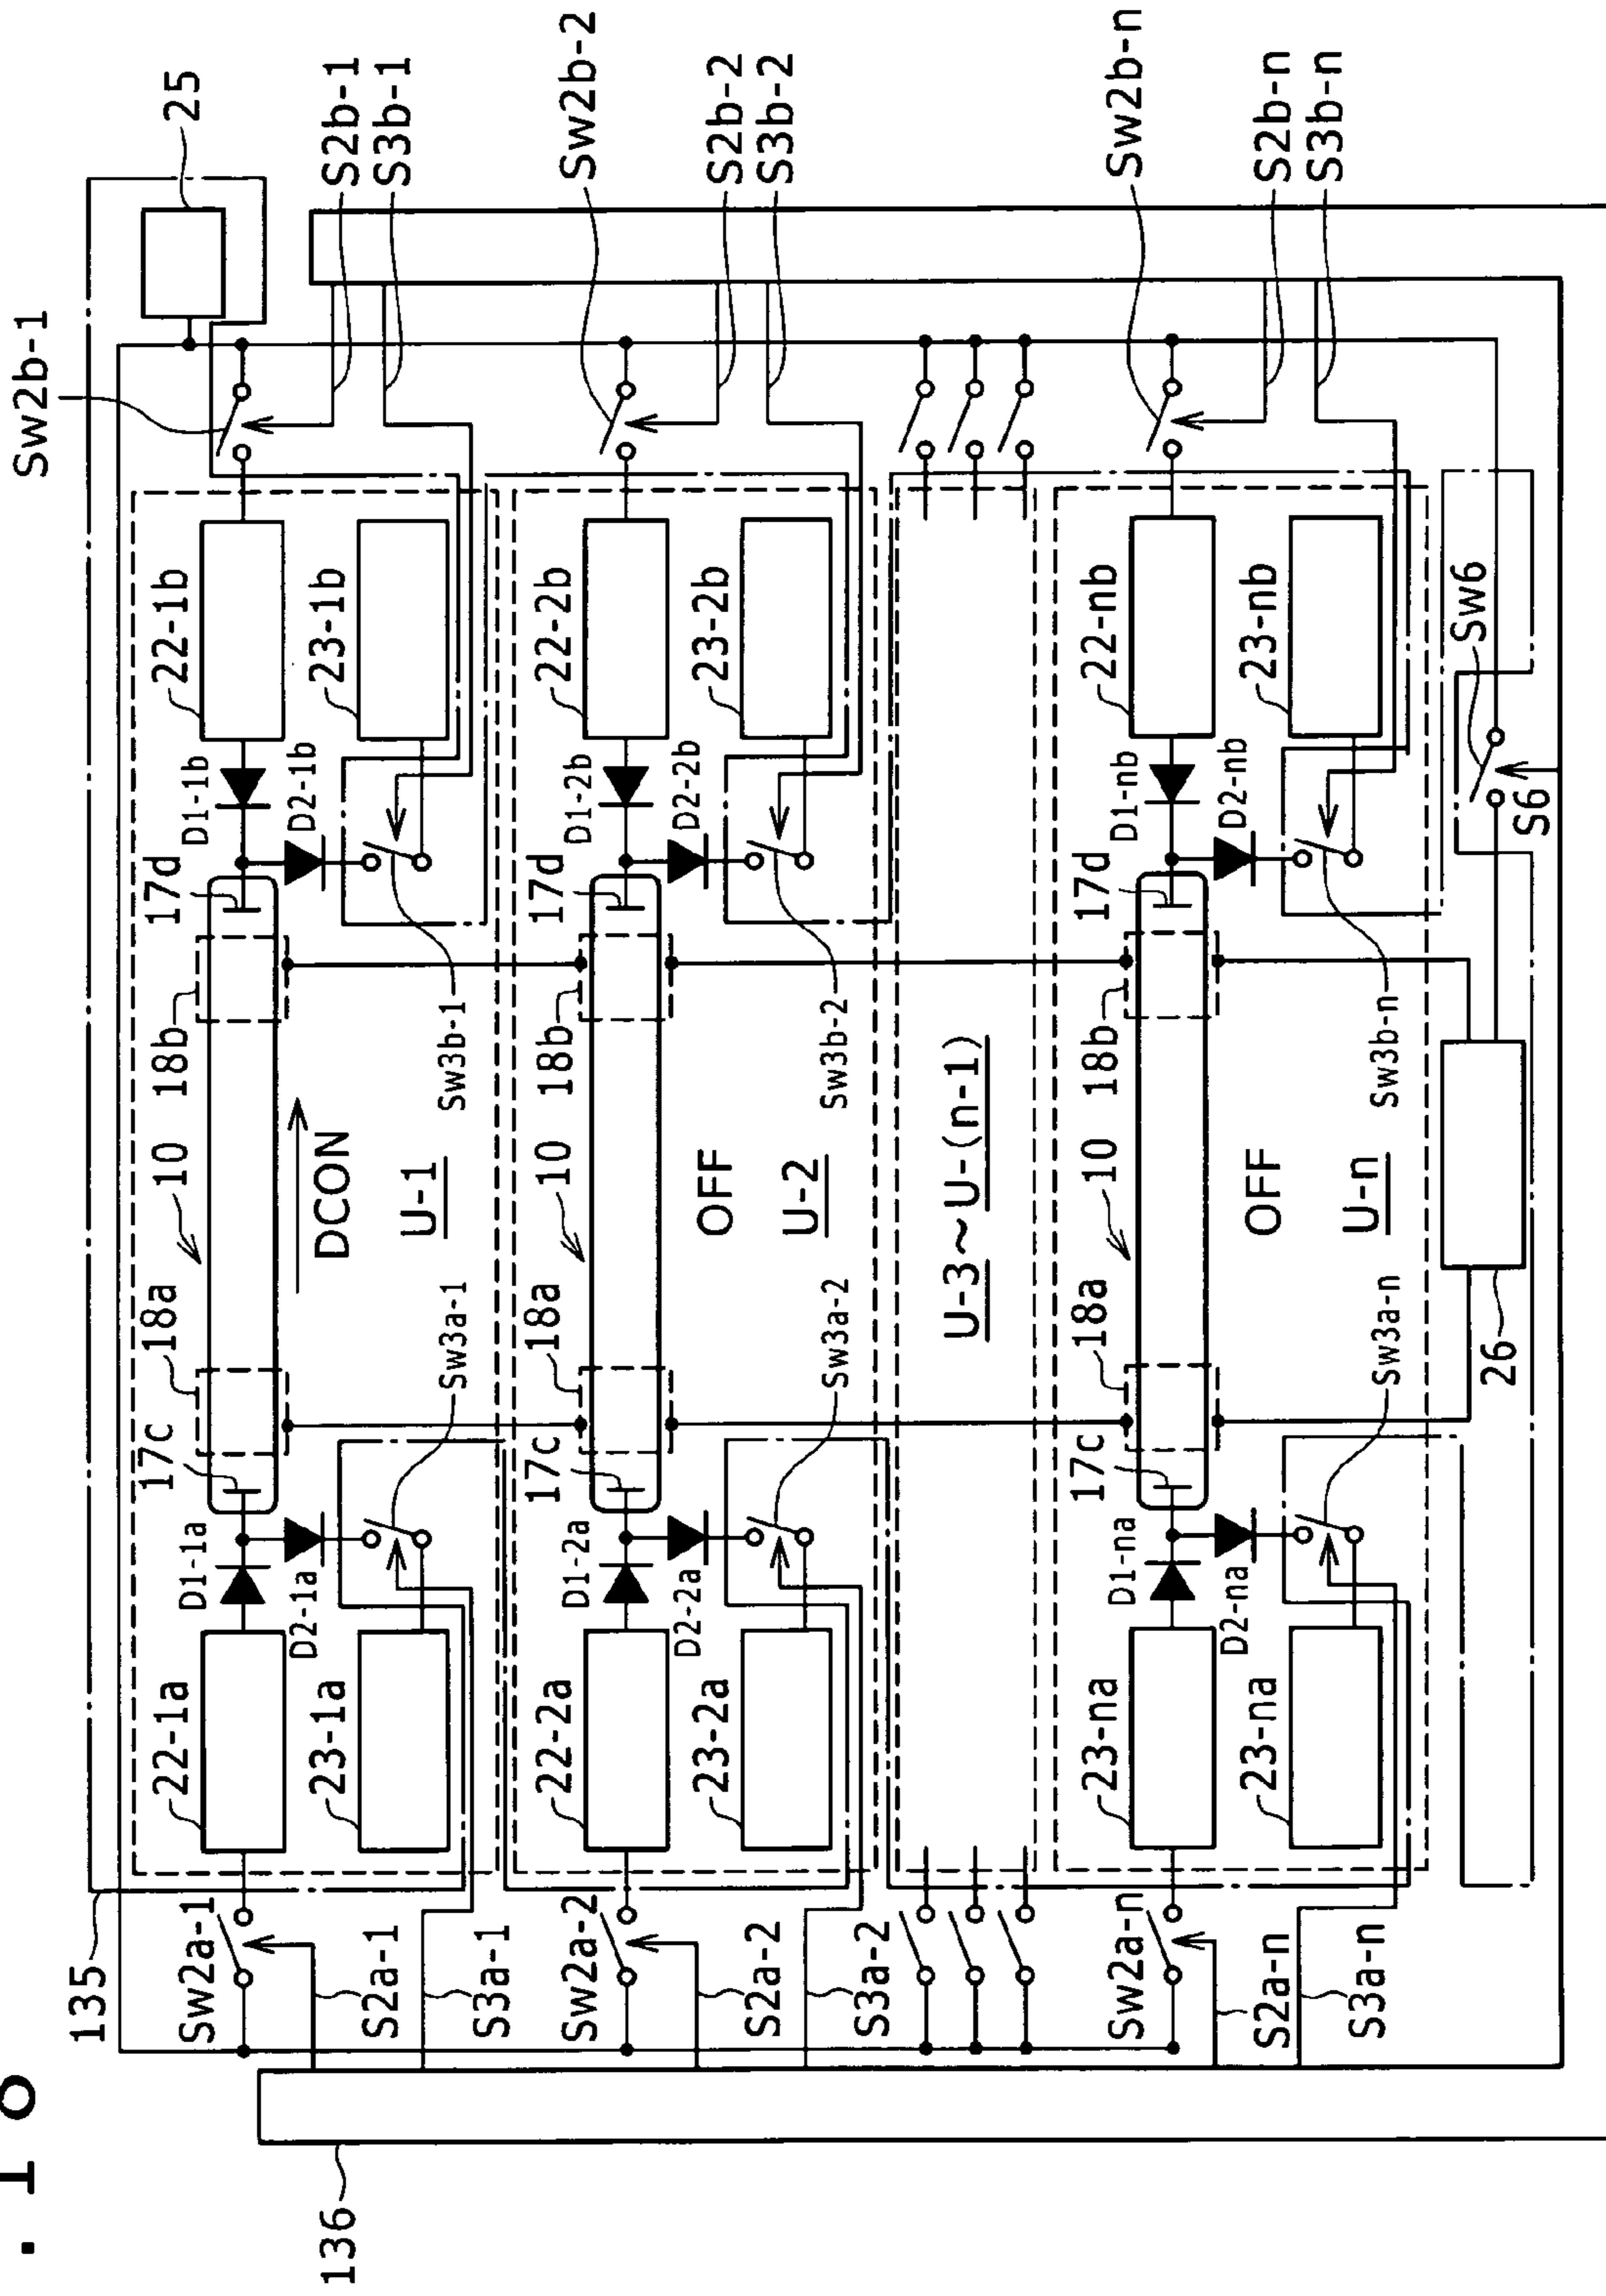 Sw2b-1
135
25
136
Sw2a-1
22-1a
D1-1a
17c
18a
10
18b
17d
D1-1b
22-1b
S2a-1
23-1a
D2-1a
DCON
D2-1b
23-1b
S2b-1
S3a-1
Sw3a-1
U-1
Sw3b-1
S3b-1
Sw2a-2
22-2a
D1-2a
17c
18a
10
18b
17d
D1-2b
22-2b
Sw2b-2
S2a-2
23-2a
D2-2a
OFF
D2-2b
23-2b
S2b-2
S3a-2
Sw3a-2
U-2
Sw3b-2
S3b-2
U-3~U-(n-1)
Sw2a-n
23-na
D1-na
17c
18a
10
18b
17d
D1-nb
22-nb
Sw2b-n
S2a-n
23-na
D2-na
OFF
D2-nb
23-nb
S2b-n
S3a-n
Sw3a-n
U-n
Sw3b-n
S3b-n
26
S6
Sw6